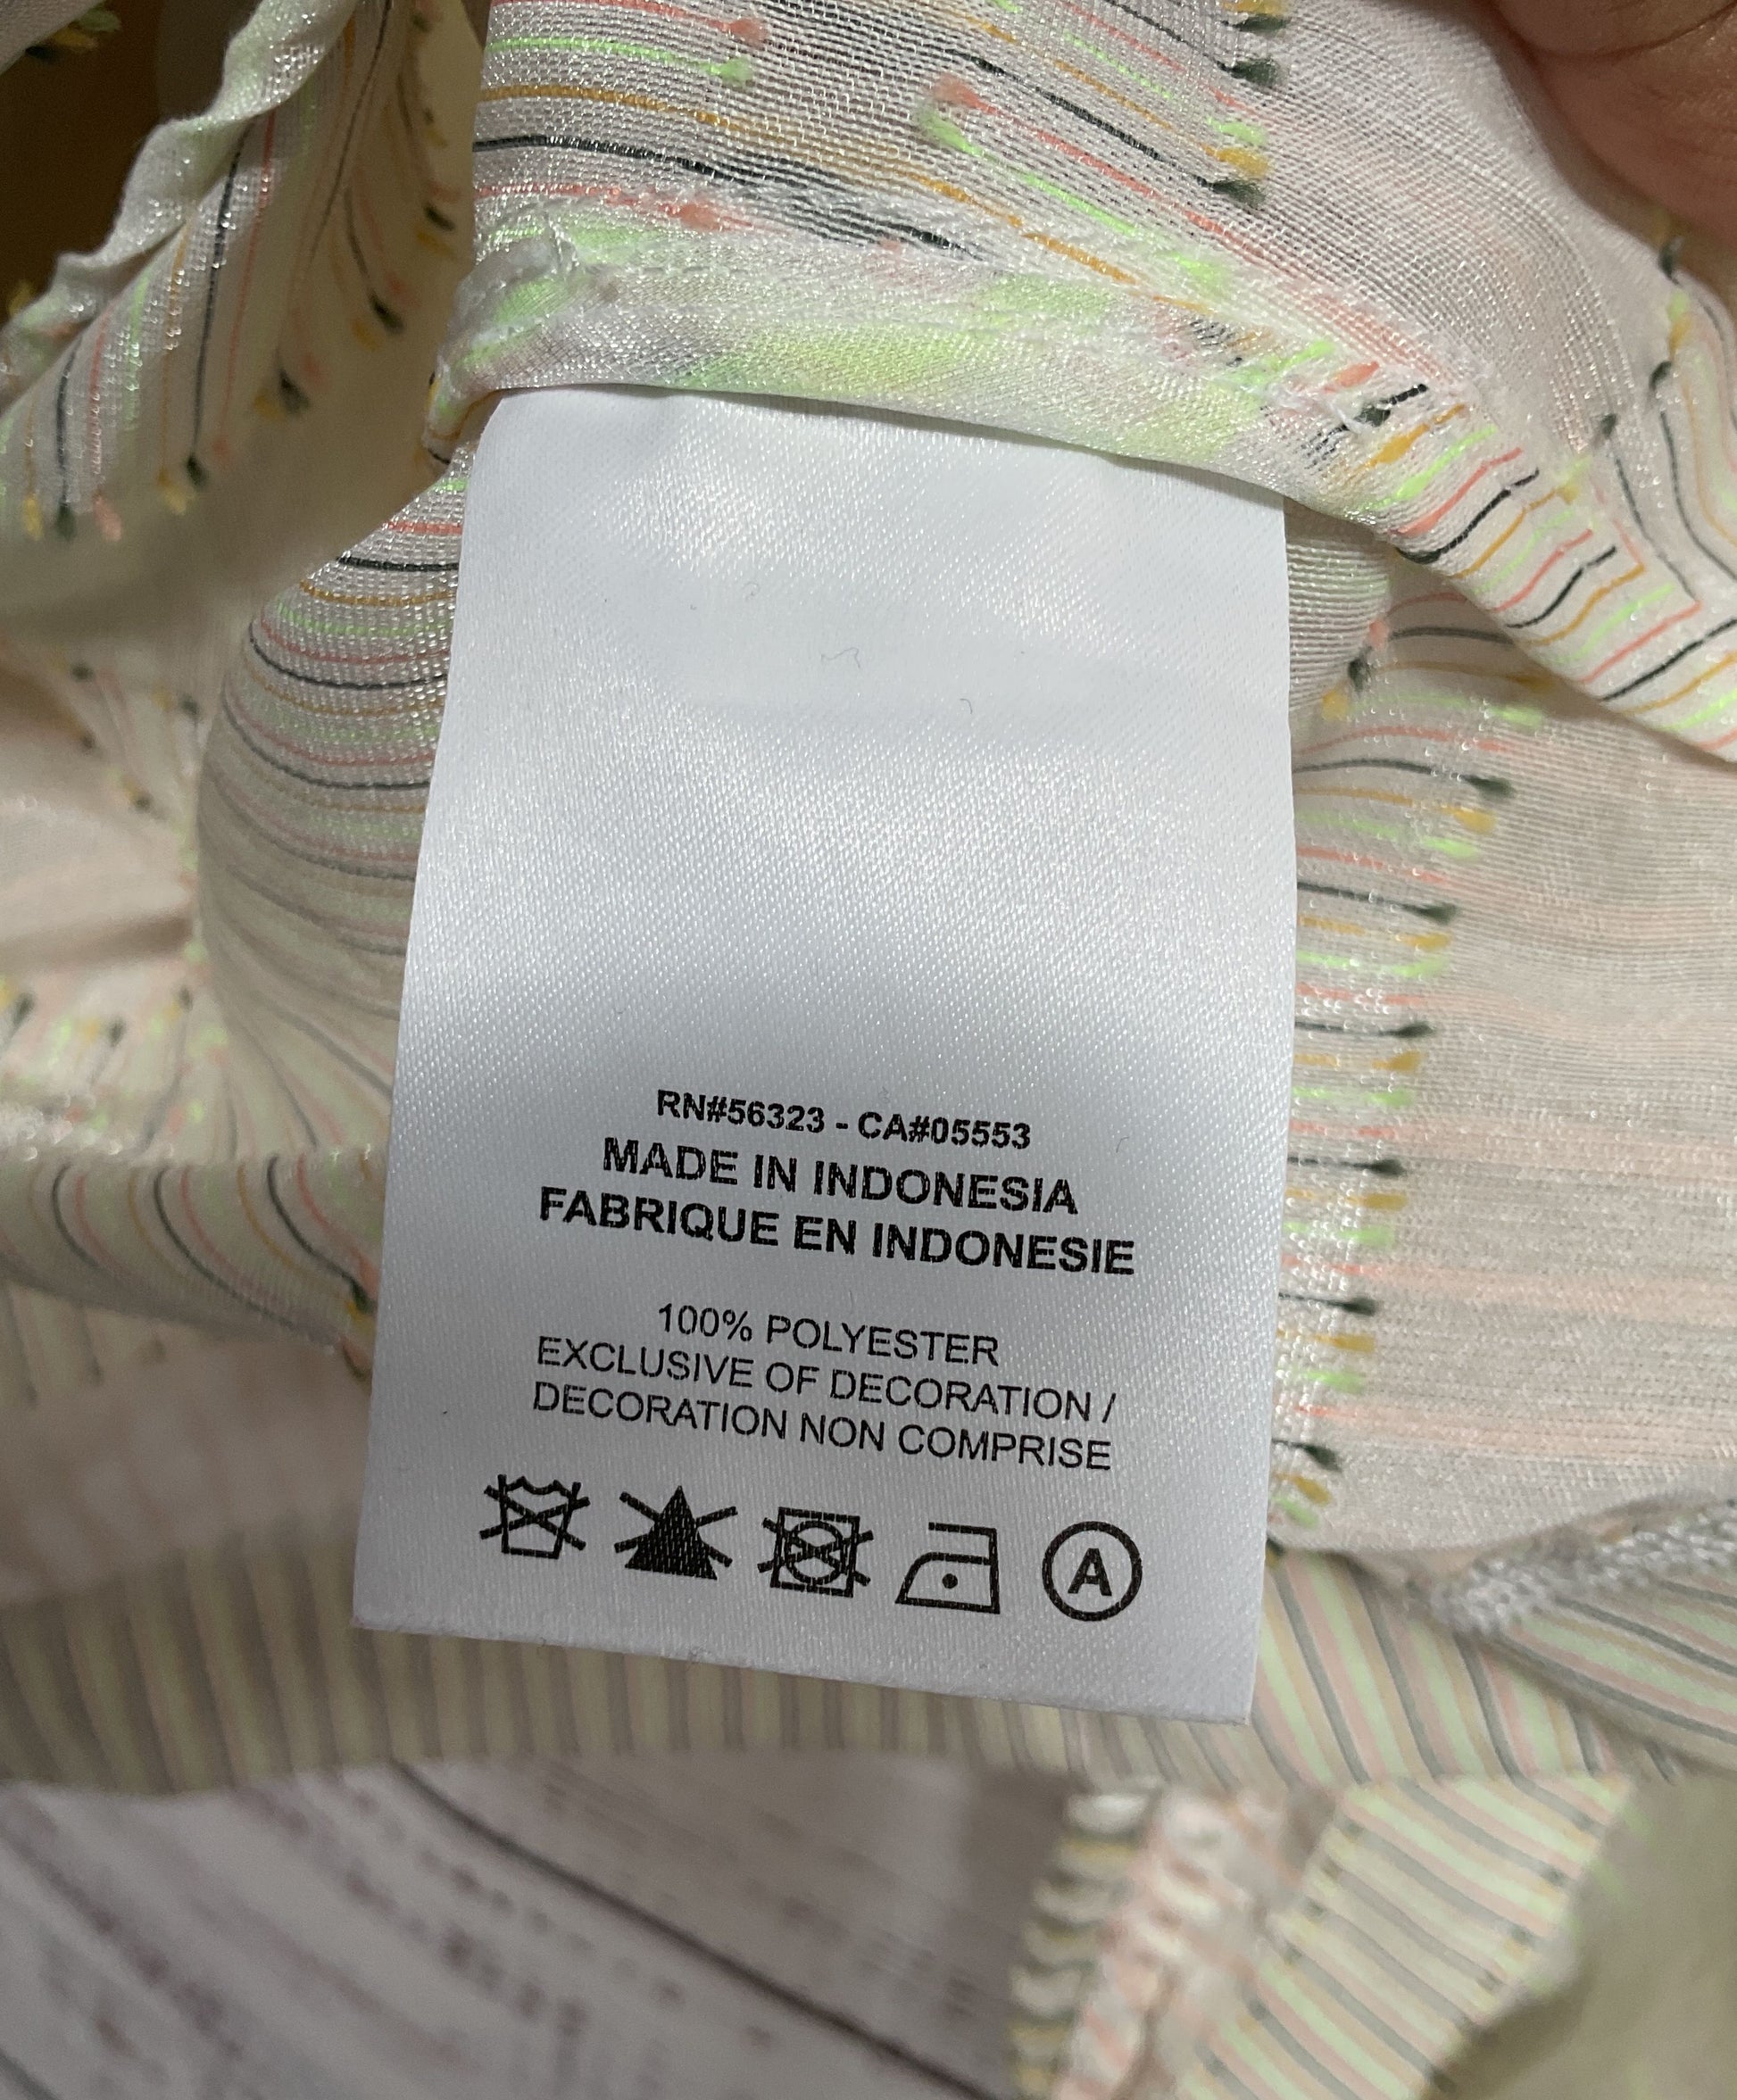 RN#56323 - CA#05553
MADE IN INDONESIA
FABRIQUE EN INDONESIE
100% POLYESTER
EXCLUSIVE OF DECORATION /
DECORATION NON COMPRISE
A